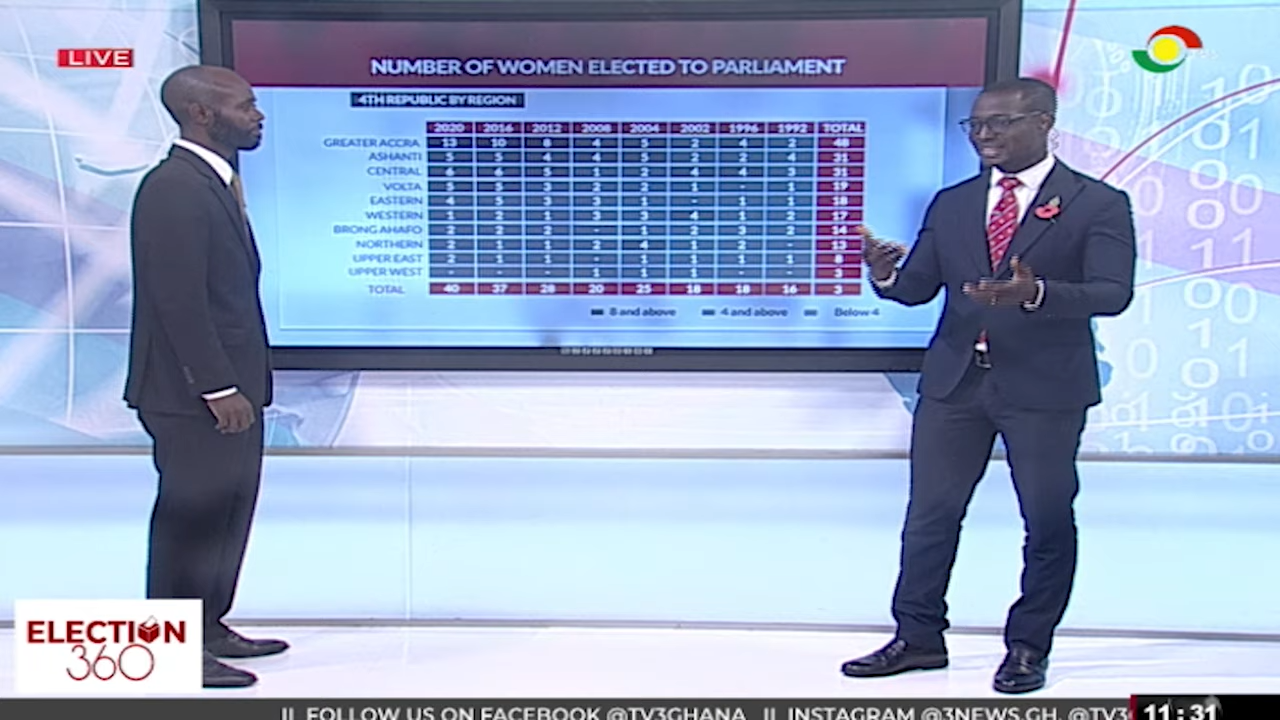 LIVE
NUMBER OF WOMEN ELECTED TO PARLIAMENT
4TH REPUBLIC BY REGION
2020 2016 2012 2008 2004 2002 1996 1992 TOTAL
GREATER ACCRA 13 10 8 4 5 2 4 2 48
ASHANTI 5 5 4 4 5 2 2 4 31
CENTRAL 6 6 5 1 2 4 4 3 31
VOLTA 5 5 3 2 2 1 - 1 19
EASTERN 4 5 3 3 1 - 1 1 18
WESTERN 1 2 1 3 3 4 1 2 17
BRONG AHAFO 2 2 2 - 1 2 3 2 14
NORTHERN 2 1 1 2 4 1 2 - 13
UPPER EAST 2 1 1 - 1 1 1 1 8
UPPER WEST - - - 1 1 1 - - 3
TOTAL 40 37 28 20 25 18 18 16 3
8 and above 4 and above Below 4
ELECTION
360
|| FOLLOW US ON FACEBOOK @TV3GHANA || INSTAGRAM @3NEWS.GH, @TV3
11:31